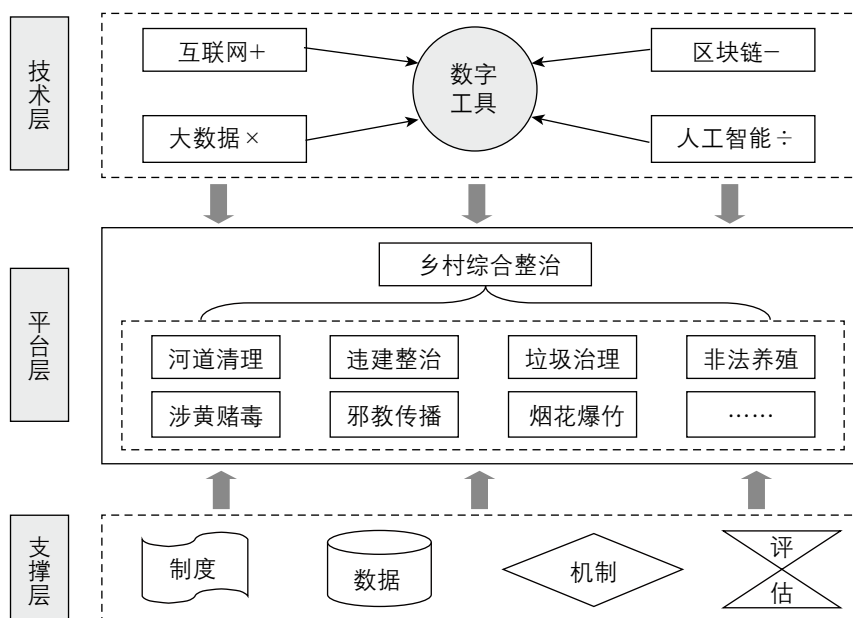 技术层
互联网+
区块链−
数字
工具
大数据×
人工智能÷
平台层
乡村综合整治
河道清理
违建整治
垃圾治理
非法养殖
涉黄赌毒
邪教传播
烟花爆竹
……
支撑层
制度
数据
机制
评
估